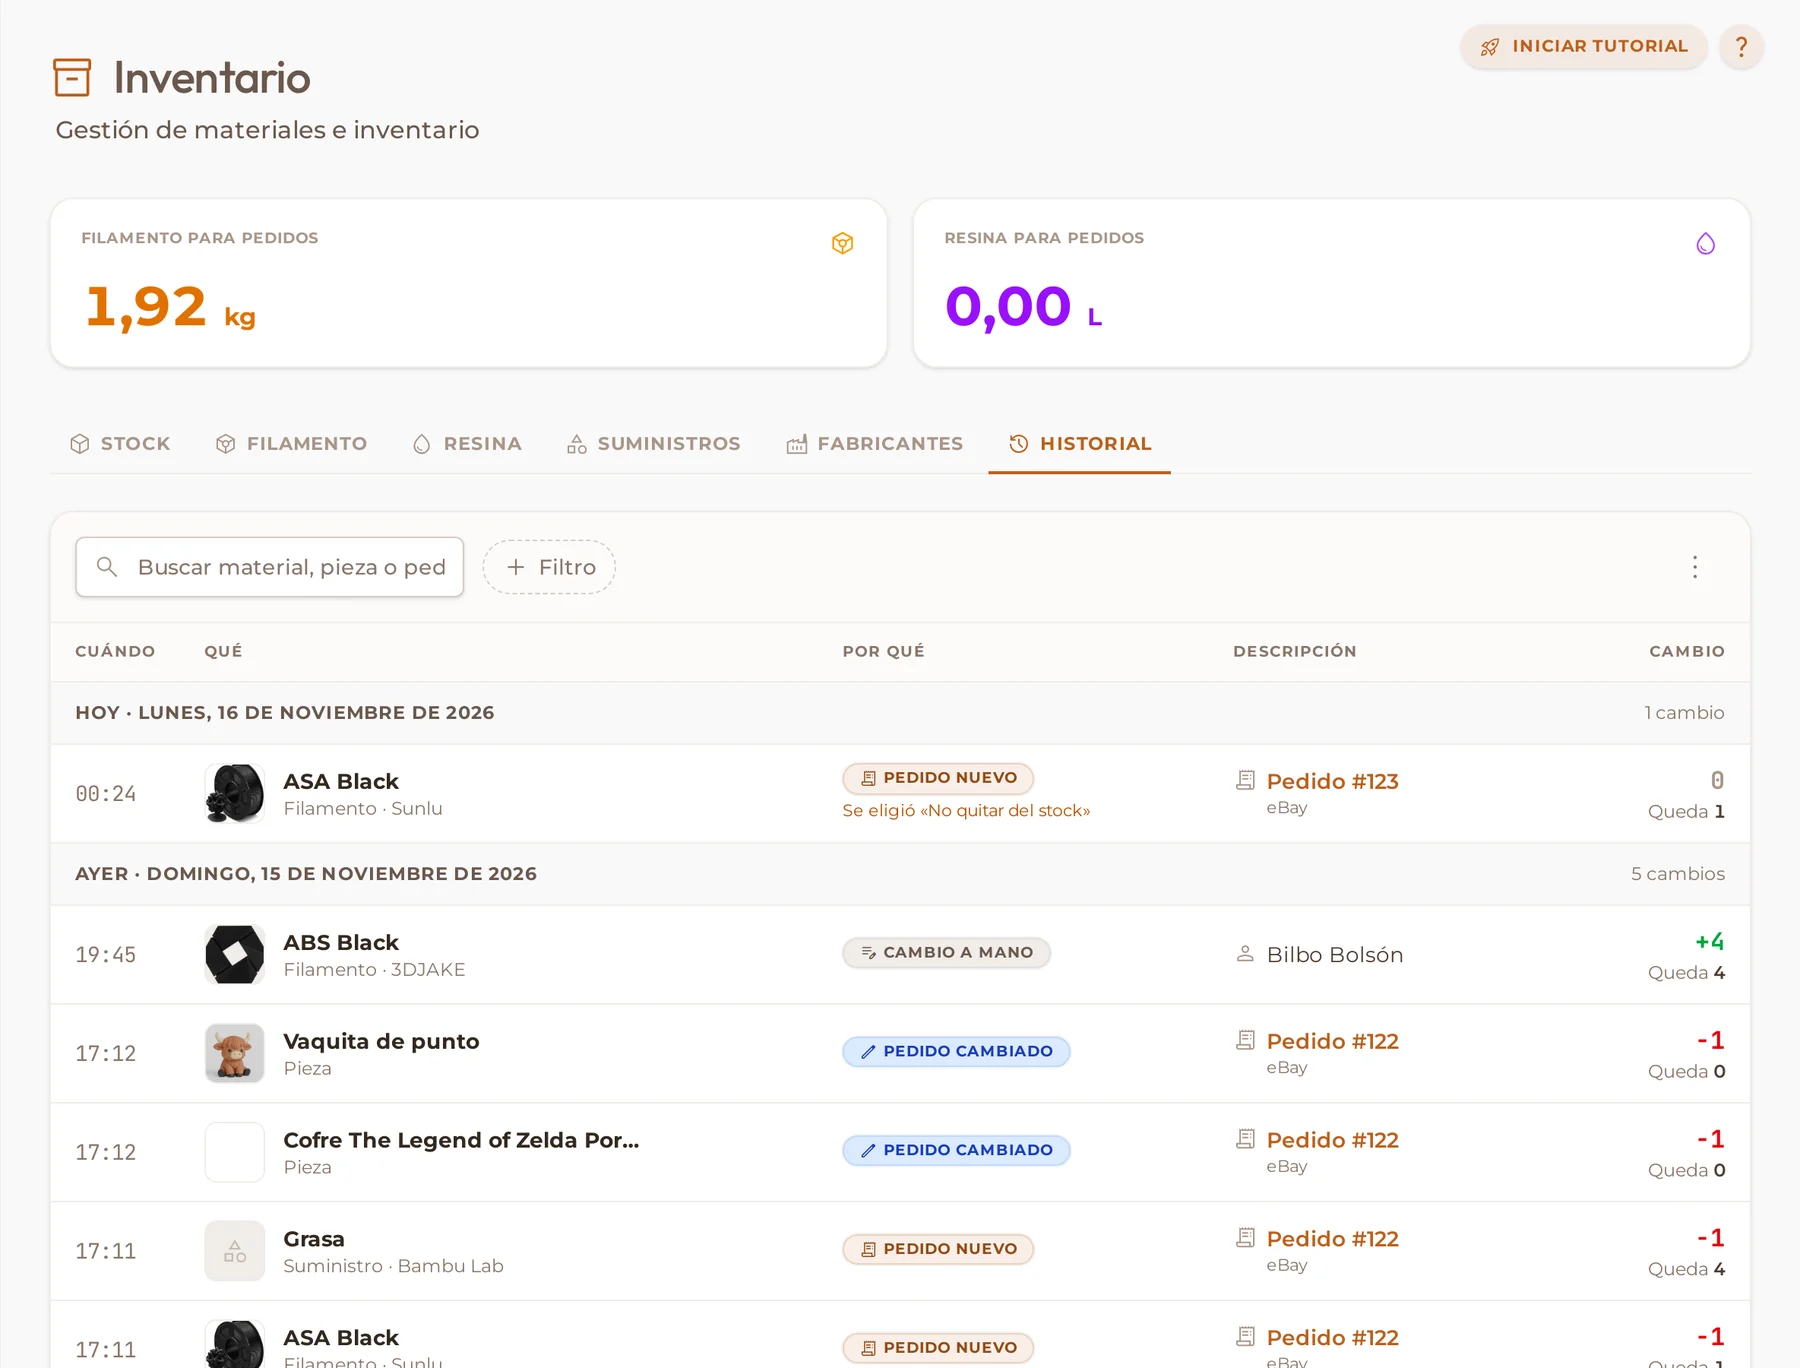 INICIAR TUTORIAL
?
Inventario
Gestión de materiales e inventario
FILAMENTO PARA PEDIDOS
1,92 kg
RESINA PARA PEDIDOS
0,00 L
STOCK
FILAMENTO
RESINA
SUMINISTROS
FABRICANTES
HISTORIAL
Buscar material, pieza o ped
Filtro
CUÁNDO
QUÉ
POR QUÉ
DESCRIPCIÓN
CAMBIO
HOY · LUNES, 16 DE NOVIEMBRE DE 2026
1 cambio
00:24
ASA Black
Filamento · Sunlu
PEDIDO NUEVO
Se eligió «No quitar del stock»
Pedido #123
eBay
0
Queda 1
AYER · DOMINGO, 15 DE NOVIEMBRE DE 2026
5 cambios
19:45
ABS Black
Filamento · 3DJAKE
CAMBIO A MANO
Bilbo Bolsón
+4
Queda 4
17:12
Vaquita de punto
Pieza
PEDIDO CAMBIADO
Pedido #122
eBay
-1
Queda 0
17:12
Cofre The Legend of Zelda Por...
Pieza
PEDIDO CAMBIADO
Pedido #122
eBay
-1
Queda 0
17:11
Grasa
Suministro · Bambu Lab
PEDIDO NUEVO
Pedido #122
eBay
-1
Queda 4
17:11
ASA Black
Filamento · Sunlu
PEDIDO NUEVO
Pedido #122
eBay
-1
Queda 1